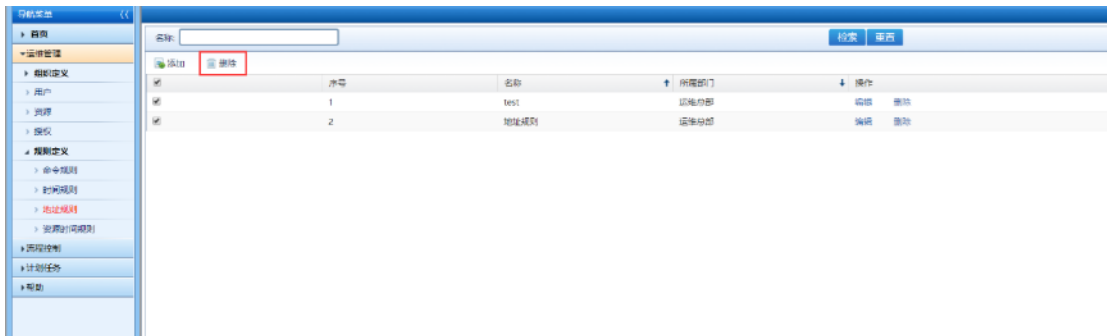 导航菜单
首页
运维管理
组织定义
用户
资源
授权
规则定义
命令规则
时间规则
地址规则
资源时间规则
流程控制
计划任务
帮助
名称:
检索 重置
添加 删除
序号 名称 所属部门 操作
1 test 运维总部 编辑 删除
2 地址规则 运维总部 编辑 删除